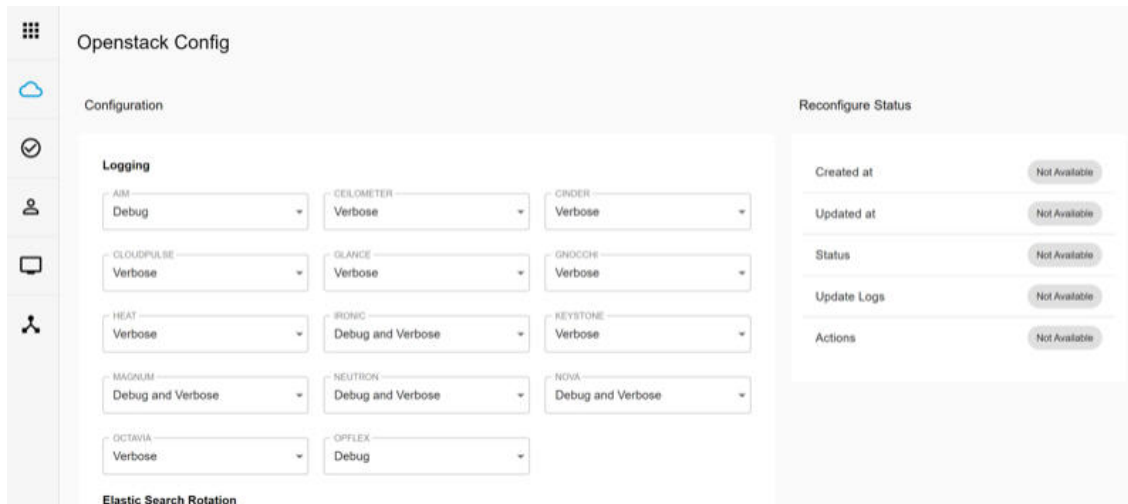 Openstack Config
Configuration
Reconfigure Status
Logging
AIM
CEILOMETER
CINDER
Debug
Verbose
Verbose
CLOUDPULSE
GLANCE
GNOCCHI
Verbose
Verbose
Verbose
HEAT
IRONIC
KEYSTONE
Verbose
Debug and Verbose
Verbose
MAGNUM
NEUTRON
NOVA
Debug and Verbose
Debug and Verbose
Debug and Verbose
OCTAVIA
OPFLEX
Verbose
Debug
Elastic Search Rotation
Created at Not Available
Updated at Not Available
Status Not Available
Update Logs Not Available
Actions Not Available